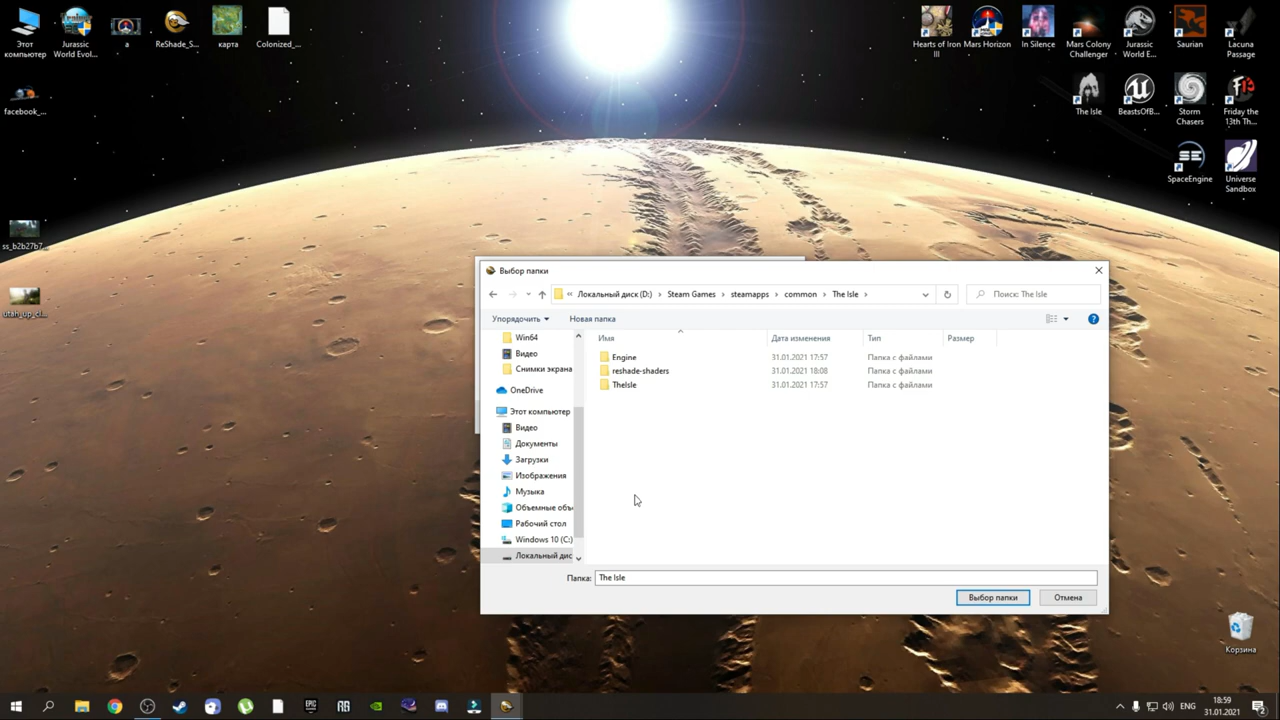 Этот
компьютер
Jurassic
World Evol...
a
ReShade_S...
карта
Colonized_...
Hearts of Iron
III
Mars Horizon
In Silence
Mars Colony
Challenger
Jurassic
World E...
Saurian
Lacuna
Passage
facebook_...
The Isle
BeastsOfB...
Storm
Chasers
Friday the
13th Th...
SpaceEngine
Universe
Sandbox
ss_b2b27b7...
utah_up_cl...
Выбор папки
« Локальный диск (D:) › Steam Games › steamapps › common › The Isle ›
Поиск: The Isle
Упорядочить
Новая папка
Имя Дата изменения Тип Размер
Engine 31.01.2021 17:57 Папка с файлами
reshade-shaders 31.01.2021 18:08 Папка с файлами
TheIsle 31.01.2021 17:57 Папка с файлами
Win64
Видео
Снимки экрана
OneDrive
Этот компьютер
Видео
Документы
Загрузки
Изображения
Музыка
Объемные объ
Рабочий стол
Windows 10 (C:)
Локальный дис
Папка: The Isle
Выбор папки
Отмена
Корзина
EPIC
ENG
18:59
31.01.2021
2